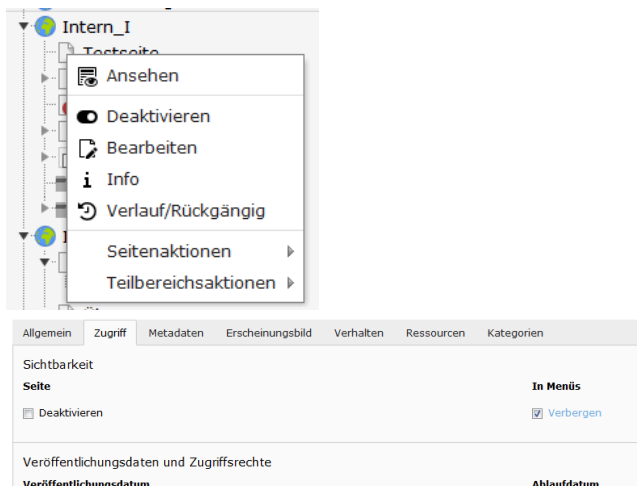 Intern_I
Testseite
Ansehen
Deaktivieren
Bearbeiten
Info
Verlauf/Rückgängig
Seitenaktionen
Teilbereichsaktionen
Allgemein Zugriff Metadaten Erscheinungsbild Verhalten Ressourcen Kategorien
Sichtbarkeit
Seite In Menüs
Deaktivieren Verbergen
Veröffentlichungsdaten und Zugriffsrechte
Veröffentlichungsdatum Ablaufdatum